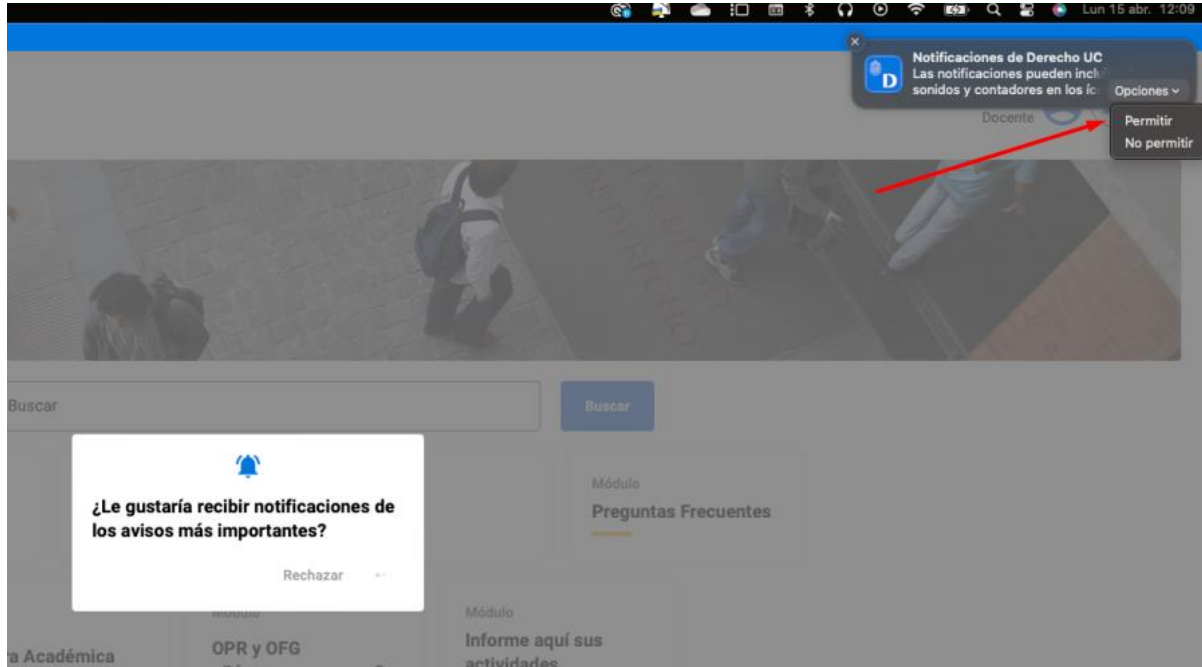 Lun 15 abr. 12:09
Notificaciones de Derecho UC
Las notificaciones pueden
sonidos y contadores en los
Opciones
D
Docente
Permitir
No permitir
Buscar
Buscar
¿Le gustaría recibir notificaciones de
los avisos más importantes?
Rechazar
Módulo
Preguntas Frecuentes
Módulo
OPR y OFG
Módulo
Informe aquí sus
actividades
Académica